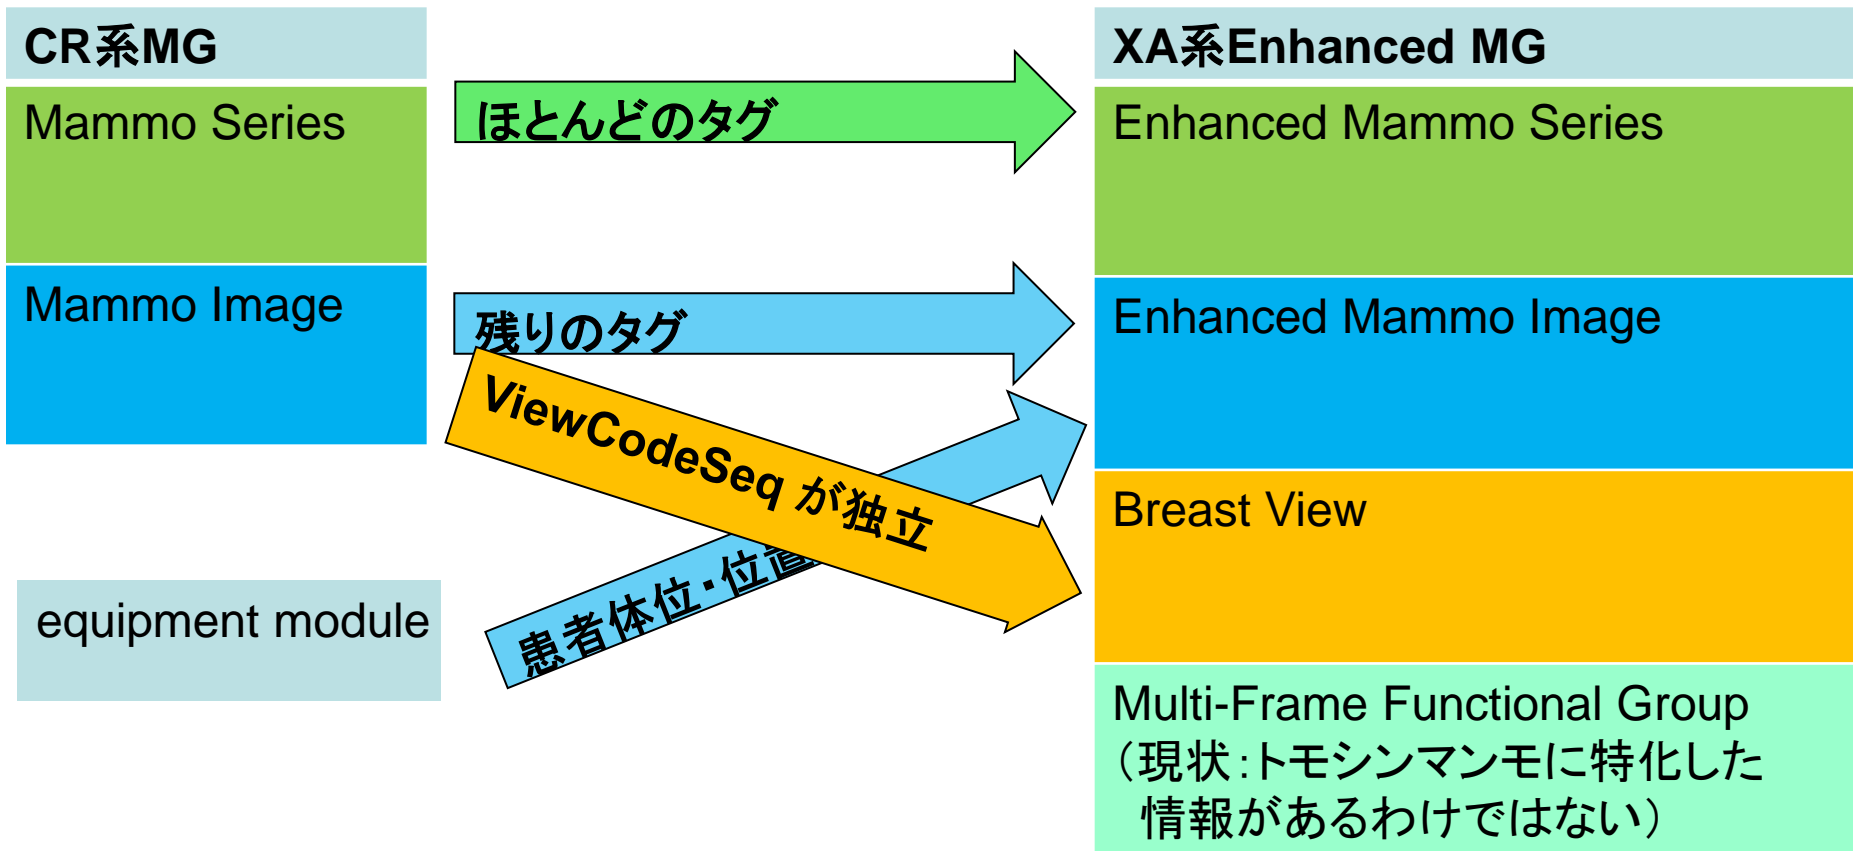 CR系MG
Mammo Series
Mammo Image
equipment module
ほとんどのタグ
残りのタグ
ViewCodeSeq が独立
患者体位・位置
XA系Enhanced MG
Enhanced Mammo Series
Enhanced Mammo Image
Breast View
Multi-Frame Functional Group
（現状：トモシンマンモに特化した
情報があるわけではない）